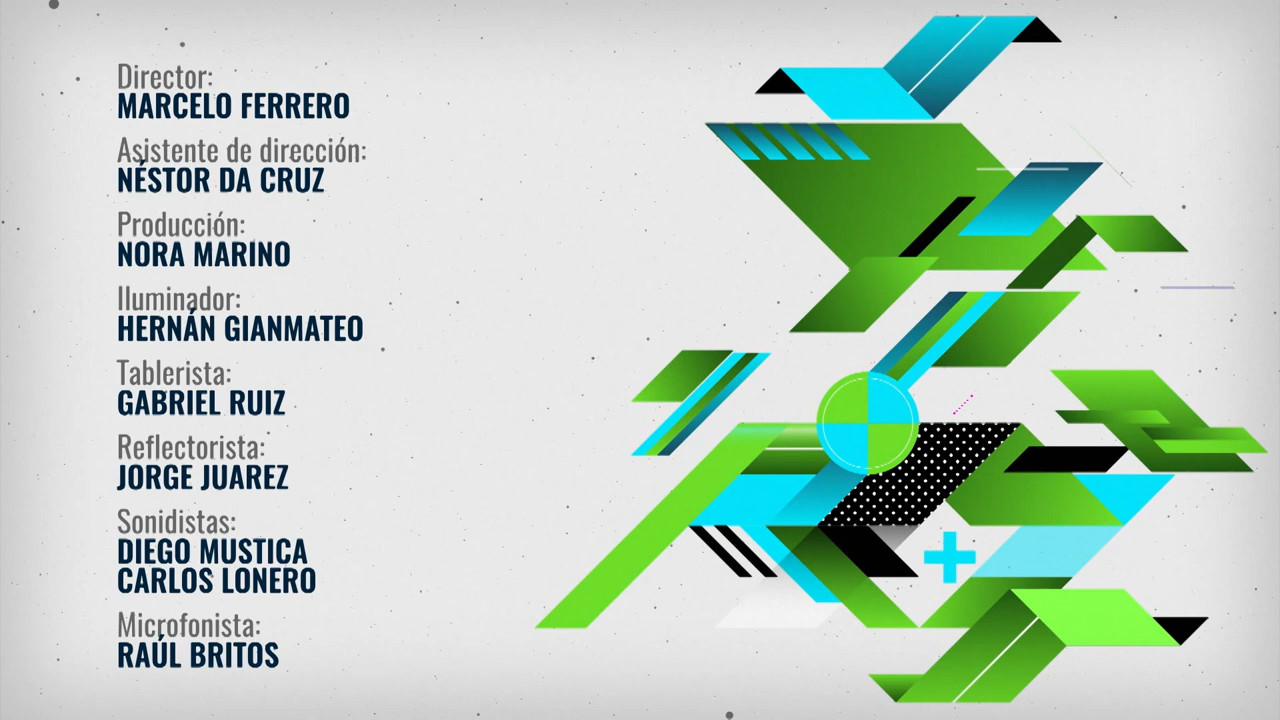 Director:
MARCELO FERRERO
Asistente de dirección:
NÉSTOR DA CRUZ
Producción:
NORA MARINO
Iluminador:
HERNÁN GIANMATEO
Tablerista:
GABRIEL RUIZ
Reflectorista:
JORGE JUAREZ
Sonidistas:
DIEGO MUSTICA
CARLOS LONERO
Microfonista:
RAÚL BRITOS